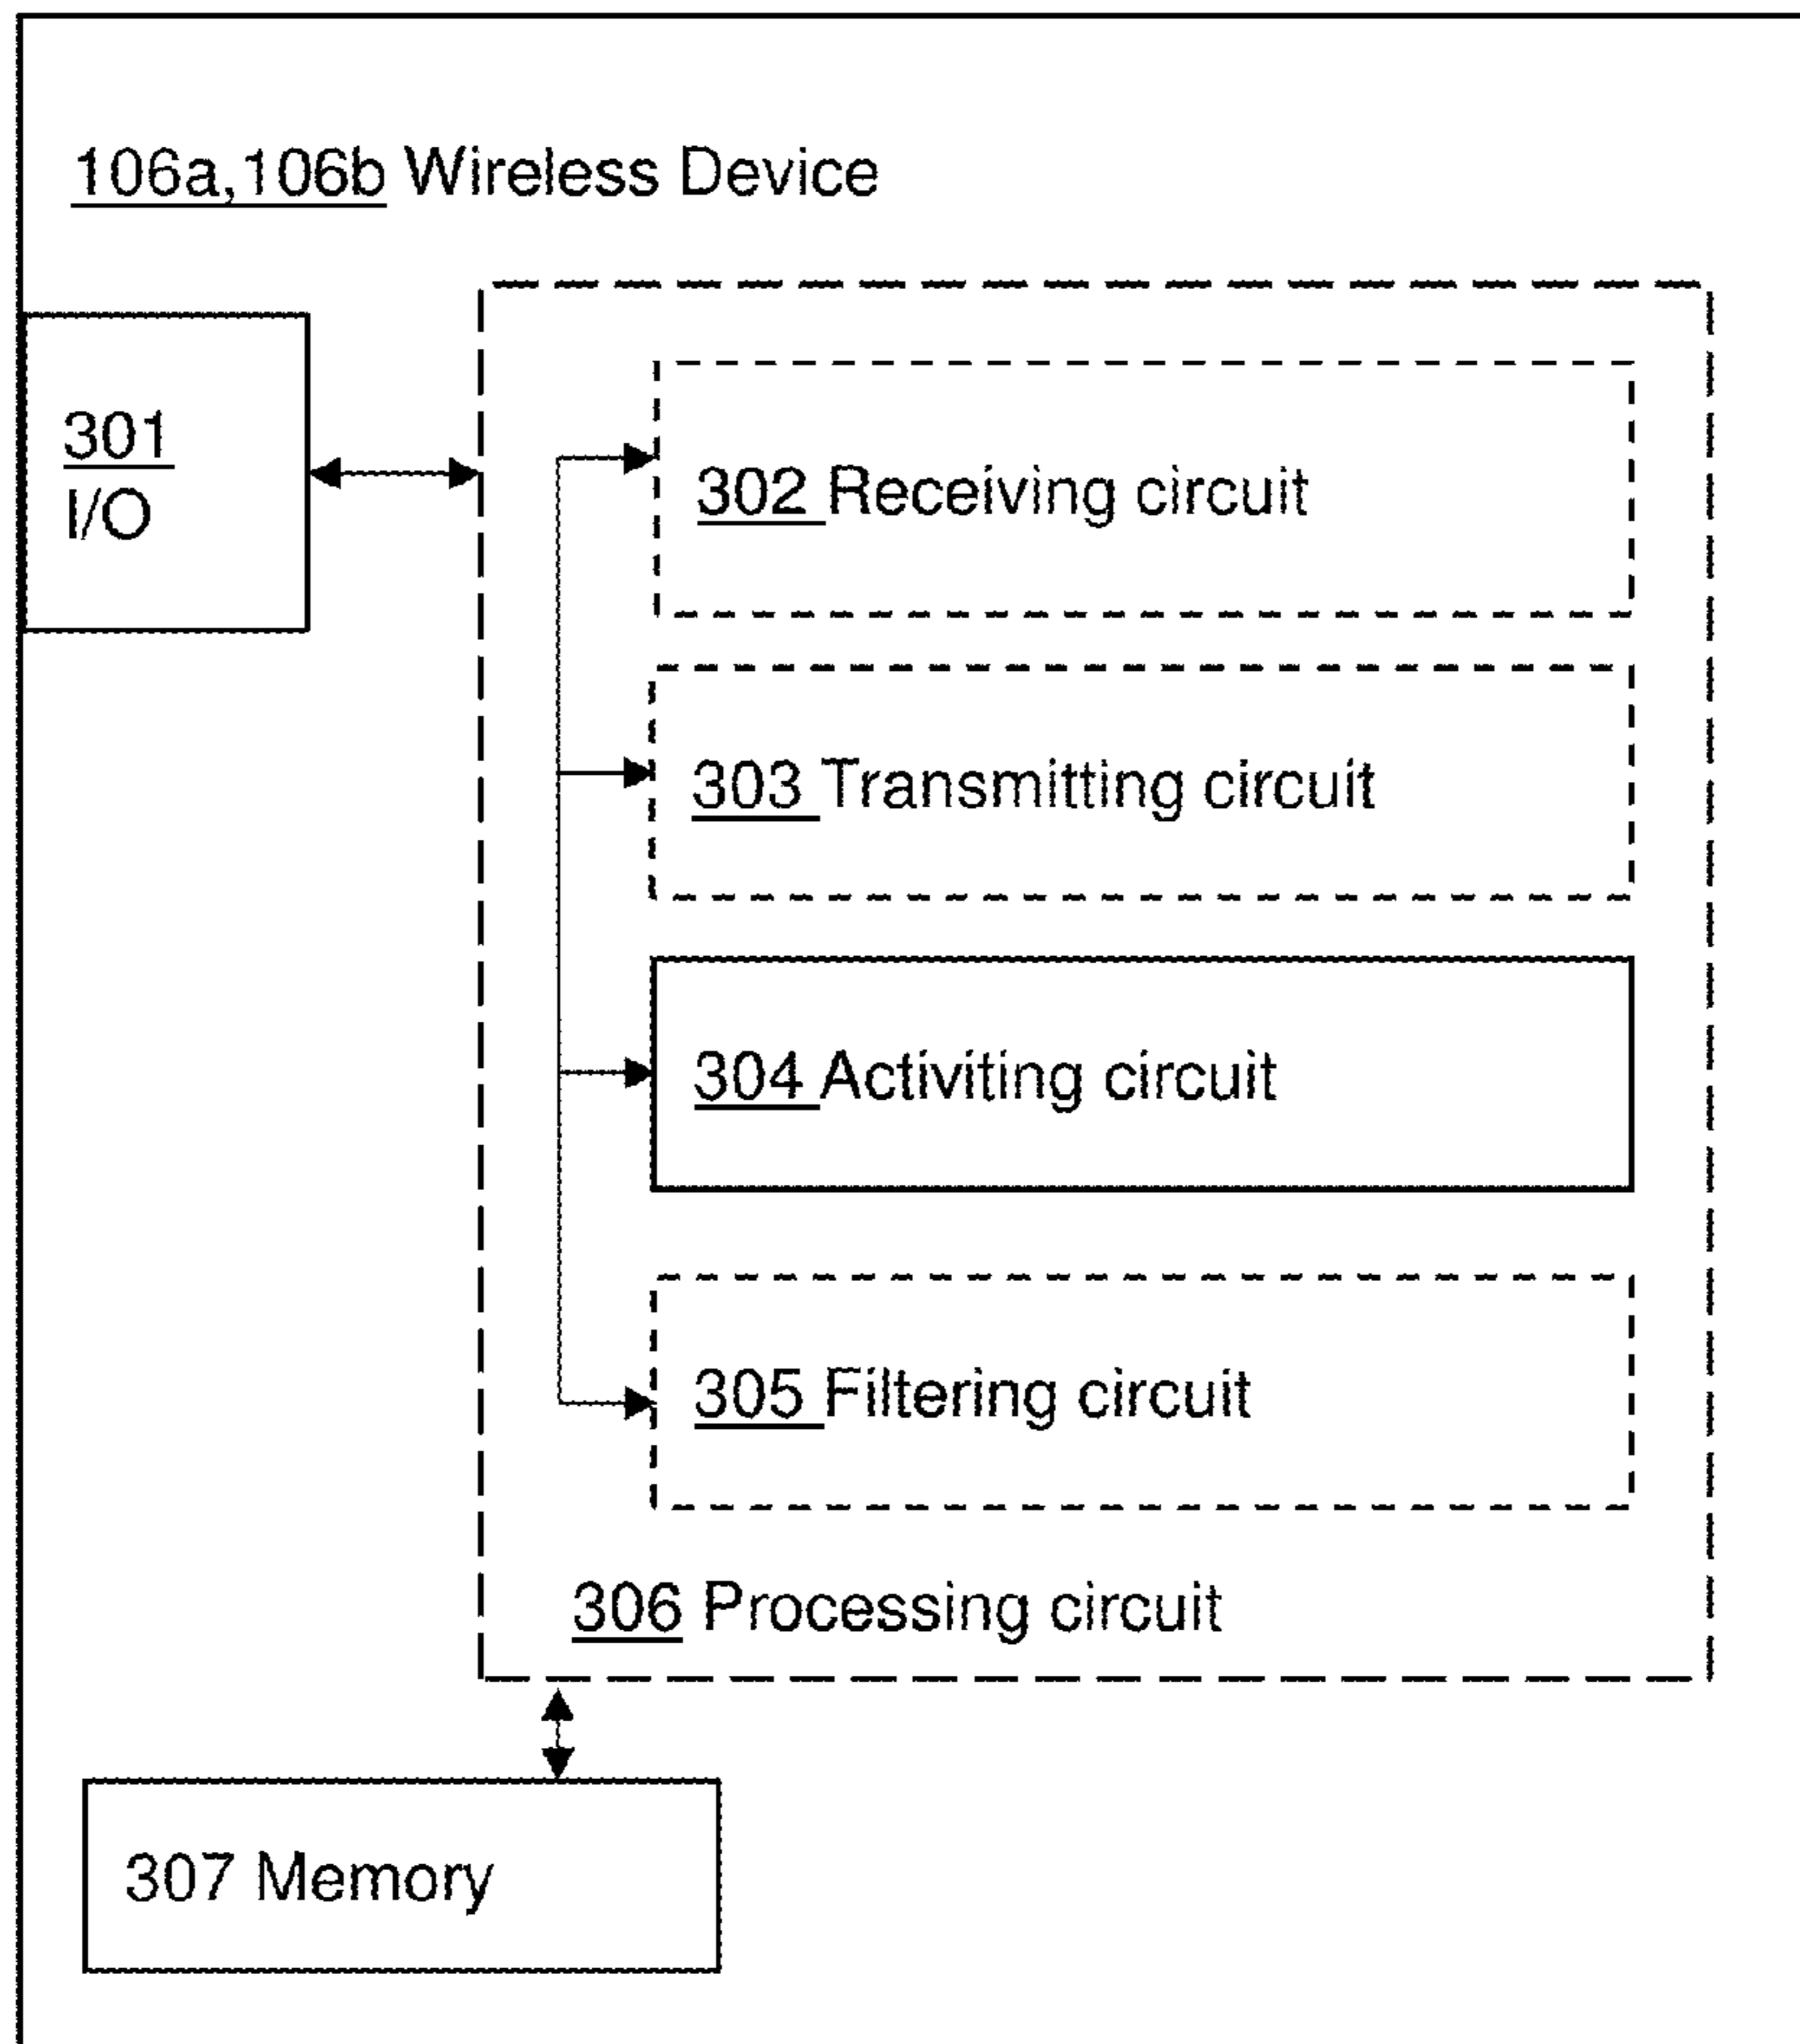 106a,106b Wireless Device
301
I/O
302 Receiving circuit
303 Transmitting circuit
304 Activiting circuit
305 Filtering circuit
306 Processing circuit
307 Memory